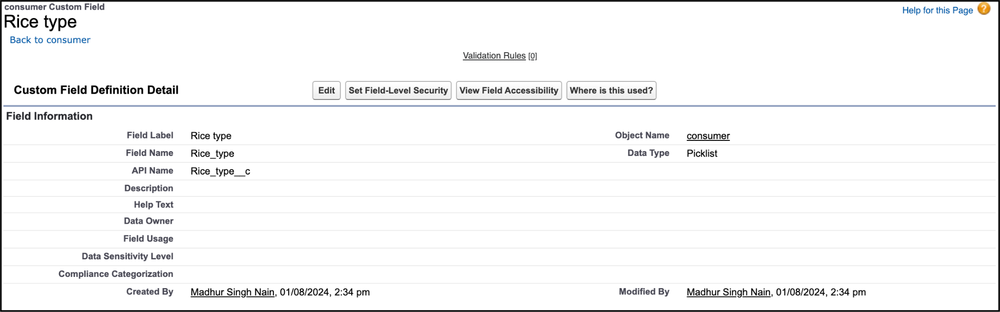 consumer Custom Field
Help for this Page ?
Rice type
Back to consumer
Validation Rules [0]
Custom Field Definition Detail
Edit Set Field-Level Security View Field Accessibility Where is this used?
Field Information
Field Label Rice type Object Name consumer
Field Name Rice_type Data Type Picklist
API Name Rice_type__c
Description
Help Text
Data Owner
Field Usage
Data Sensitivity Level
Compliance Categorization
Created By Madhur Singh Nain, 01/08/2024, 2:34 pm Modified By Madhur Singh Nain, 01/08/2024, 2:34 pm